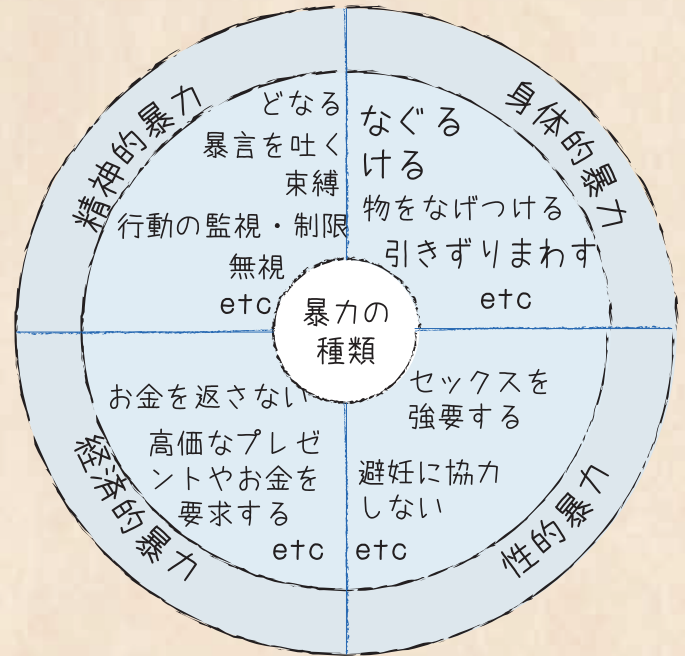 暴力の
種類
精神的暴力
どなる
暴言を吐く
束縛
行動の監視・制限
無視
etc
身体的暴力
なぐる
ける
物をなげつける
引きずりまわす
etc
経済的暴力
お金を返さない
高価なプレゼ
ントやお金を
要求する
etc
性的暴力
セックスを
強要する
避妊に協力
しない
etc